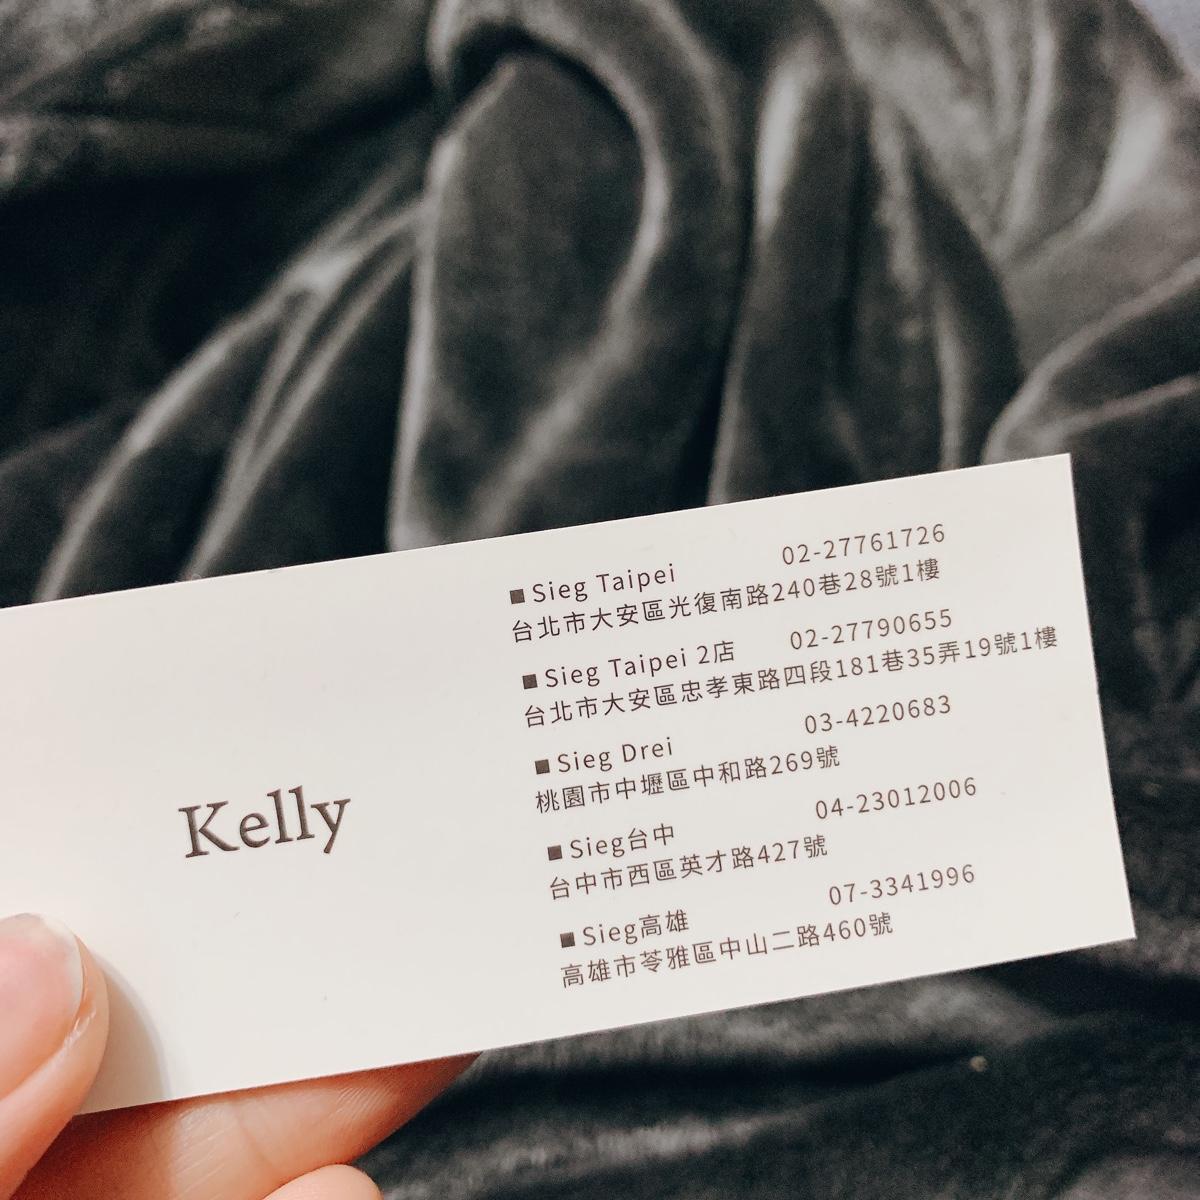 Kelly
■ Sieg Taipei 02-27761726
台北市大安區光復南路240巷28號1樓
■ Sieg Taipei 2店 02-27790655
台北市大安區忠孝東路四段181巷35弄19號1樓
■ Sieg Drei 03-4220683
桃園市中壢區中和路269號
■ Sieg台中 04-23012006
台中市西區英才路427號
■ Sieg高雄 07-3341996
高雄市苓雅區中山二路460號